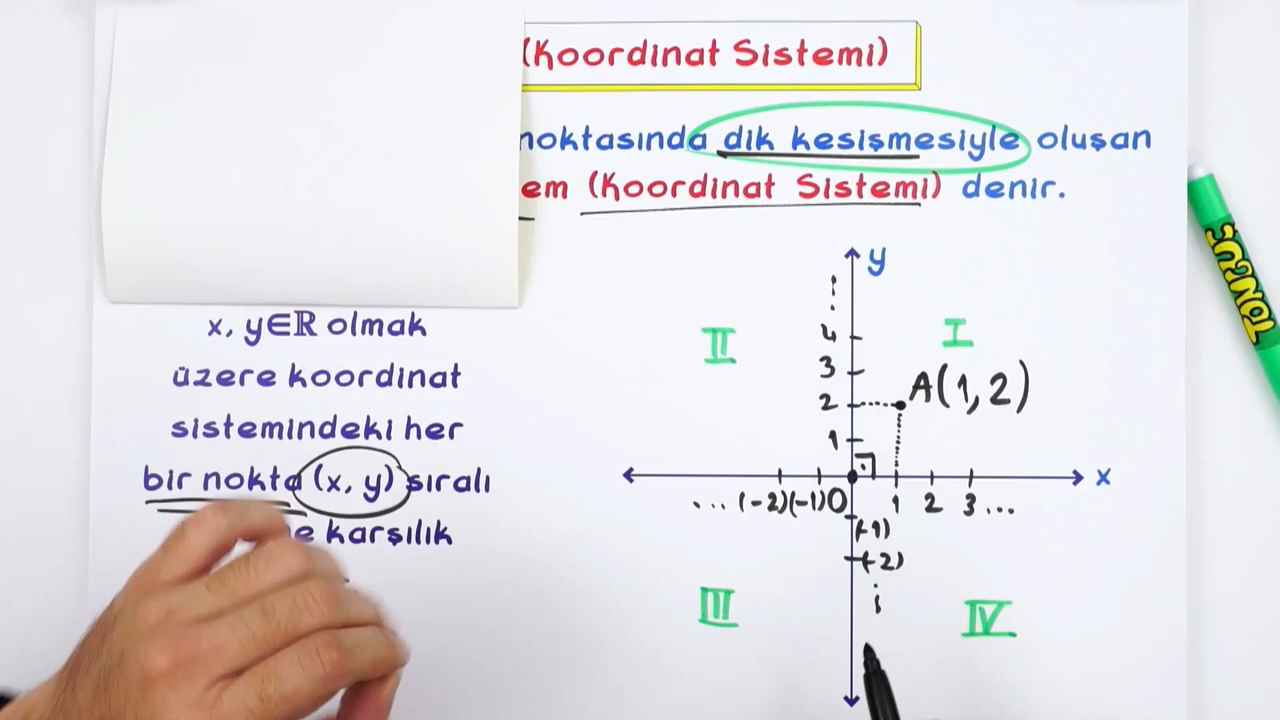 (Koordinat Sistemi)
noktasında dik kesişmesiyle oluşan
em (Koordinat Sistemi) denir.
x, y∈ℝ olmak
üzere koordinat
sistemindeki her
bir nokta (x, y) sıralı
e karşılık
y
II
I
4
3
2
A(1,2)
1
x
... (-2)(-1)0 1 2 3...
(-1)
(-2)
III
IV